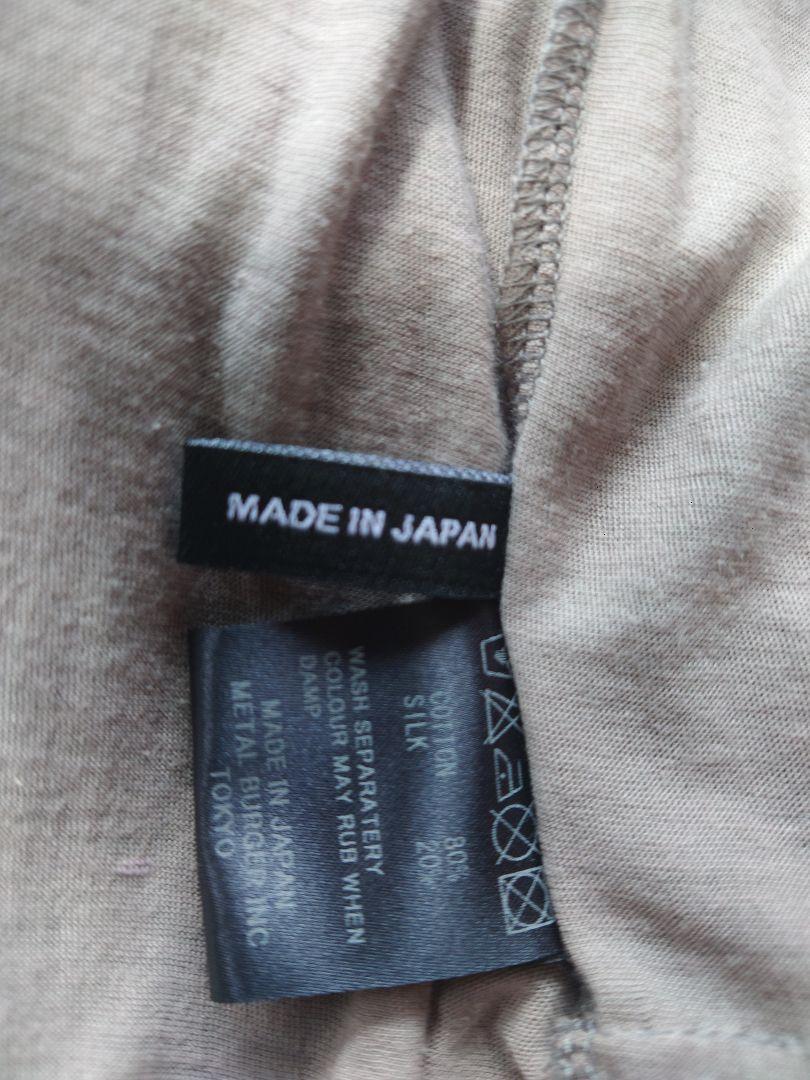 MADE IN JAPAN
COTTON 80%
SILK 20%
WASH SEPARATERY
COLOUR MAY RUB WHEN
DAMP
MADE IN JAPAN
METAL BURGER INC
TOKYO